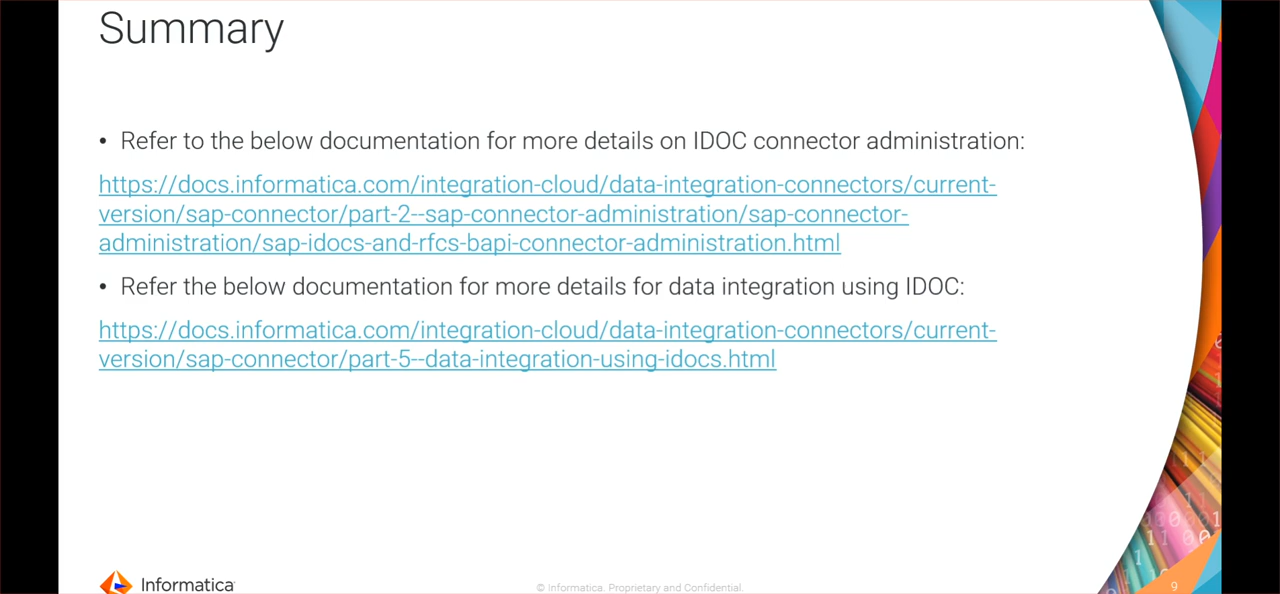 Summary
• Refer to the below documentation for more details on IDOC connector administration:
https://docs.informatica.com/integration-cloud/data-integration-connectors/current-
version/sap-connector/part-2--sap-connector-administration/sap-connector-
administration/sap-idocs-and-rfcs-bapi-connector-administration.html
• Refer the below documentation for more details for data integration using IDOC:
https://docs.informatica.com/integration-cloud/data-integration-connectors/current-
version/sap-connector/part-5--data-integration-using-idocs.html
Informatica
© Informatica. Proprietary and Confidential.
9